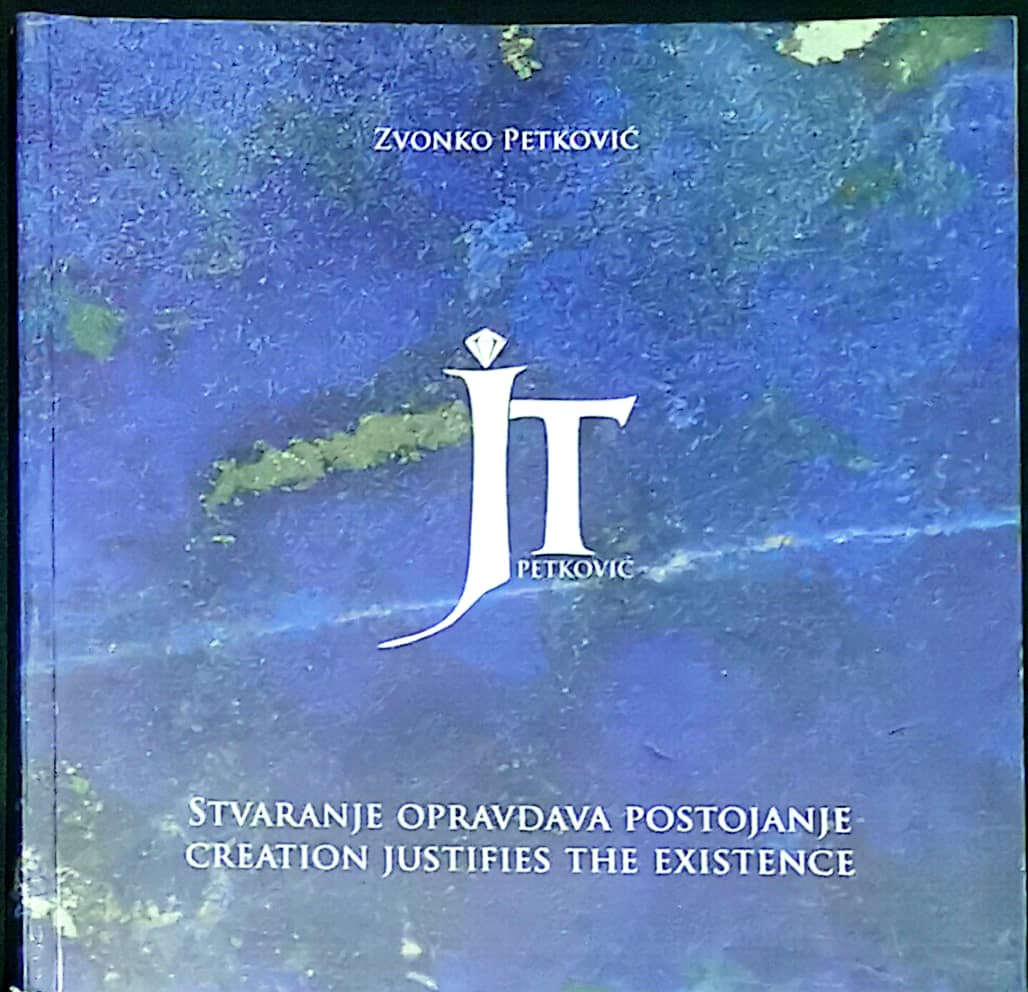 Zvonko Petković
JT
PETKOVIĆ
Stvaranje opravdava postojanje
creation justifies the existence